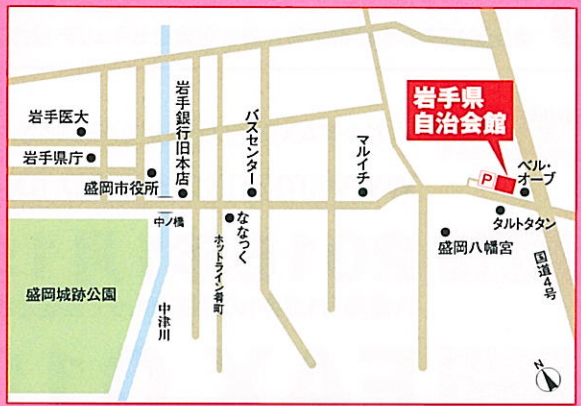 岩手県
自治会館
岩手医大
岩手県庁
盛岡市役所
岩手銀行旧本店
バスセンター
マルイチ
P
ベル・
オーブ
タルトタタン
盛岡八幡宮
国道4号
中ノ橋
ななっく
ホットライン肴町
盛岡城跡公園
中津川
N